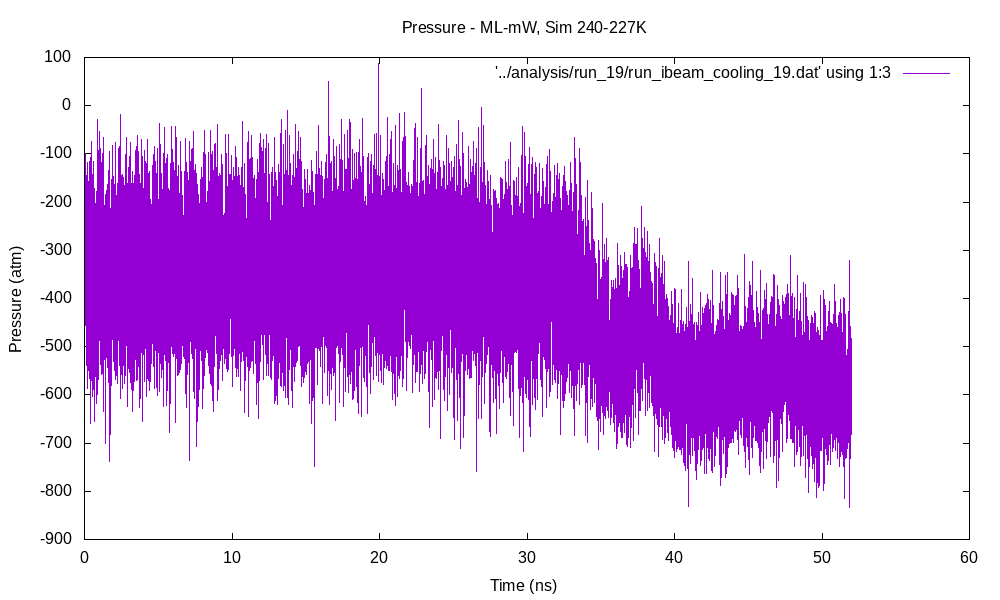 Pressure - ML-mW, Sim 240-227K
'../analysis/run_19/run_ibeam_cooling_19.dat' using 1:3
100
0
-100
-200
-300
-400
-500
-600
-700
-800
-900
Pressure (atm)
0 10 20 30 40 50 60
Time (ns)